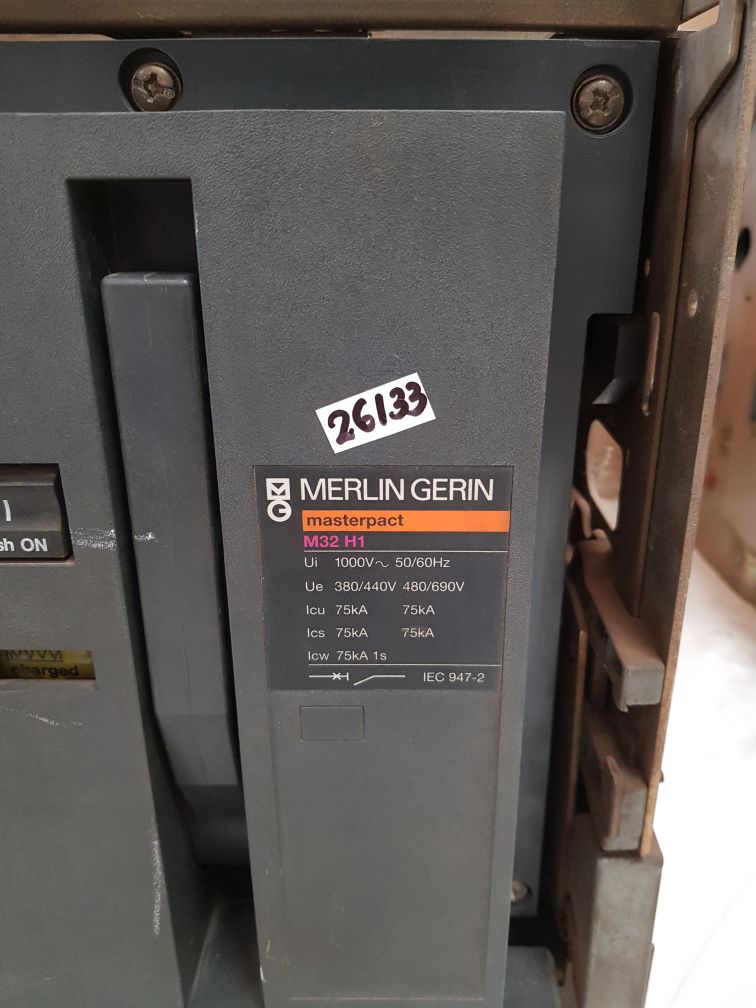 26133
MERLIN GERIN
masterpact
M32 H1
Ui 1000V~ 50/60Hz
Ue 380/440V 480/690V
Icu 75kA 75kA
Ics 75kA 75kA
Icw 75kA 1s
IEC 947-2
I
sh ON
charged